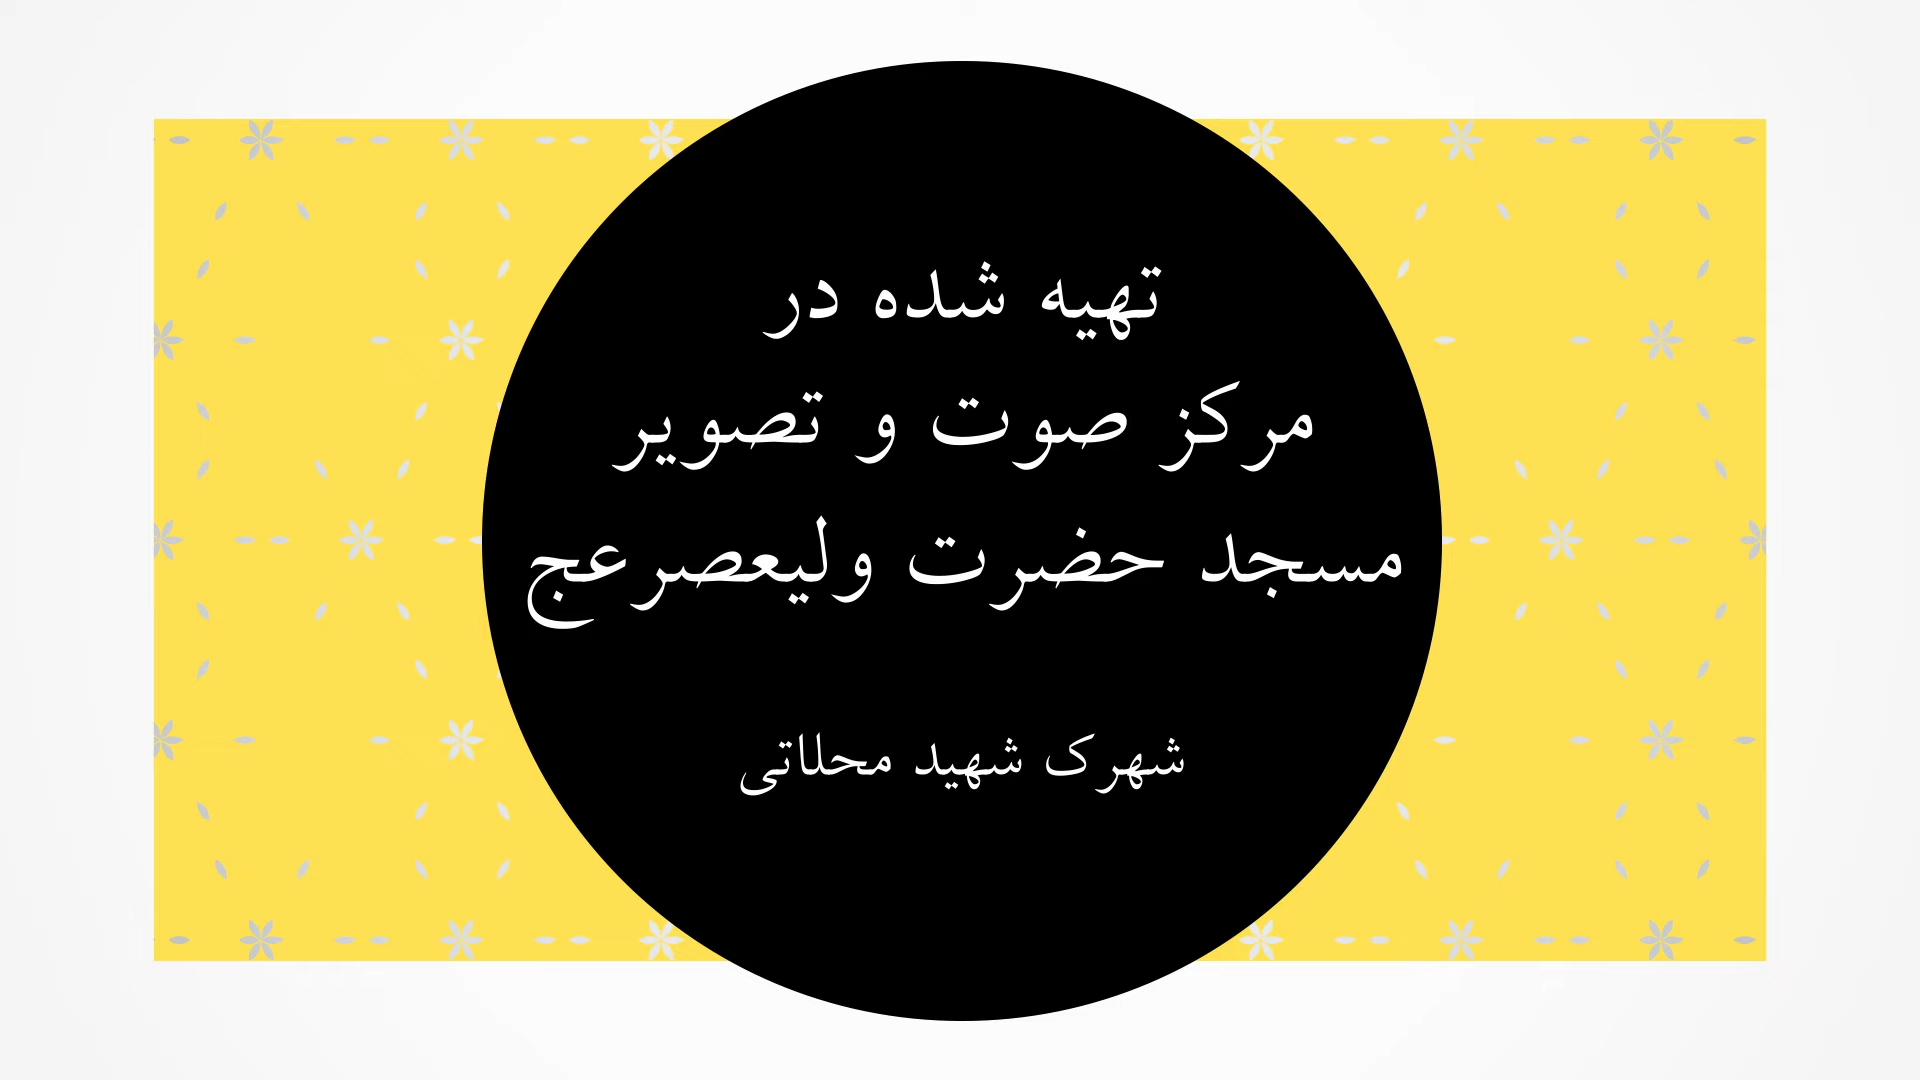 تهیه شده در
مرکز صوت و تصویر
مسجد حضرت ولیعصرعج
شهرک شهید محلاتی